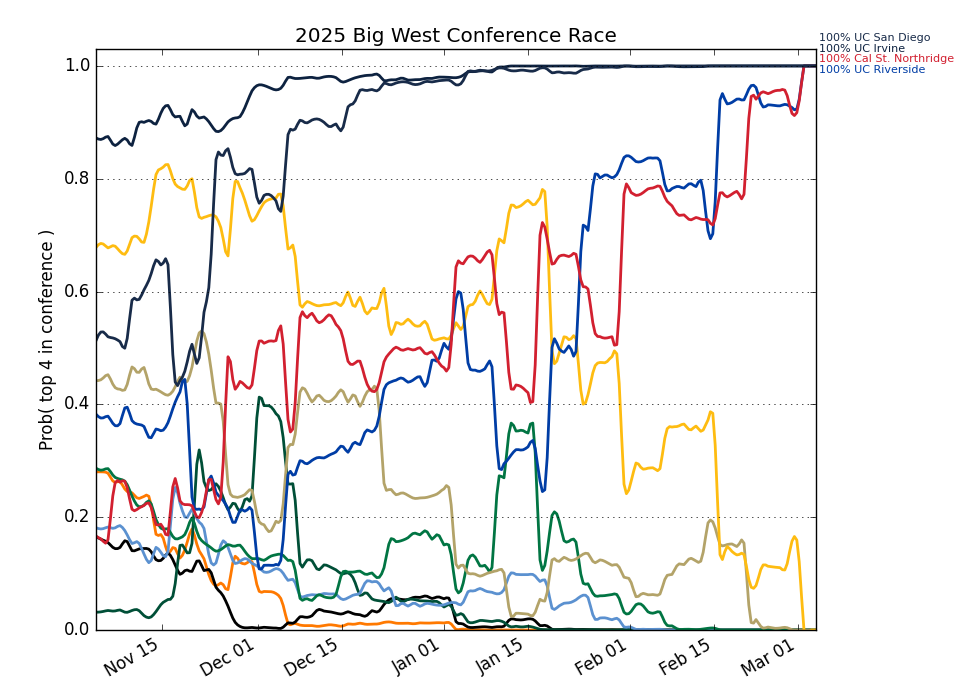 2025 Big West Conference Race
100% UC San Diego
100% UC Irvine
100% Cal St. Northridge
100% UC Riverside
Prob( top 4 in conference )
1.0
0.8
0.6
0.4
0.2
0.0
Nov 15
Dec 01
Dec 15
Jan 01
Jan 15
Feb 01
Feb 15
Mar 01